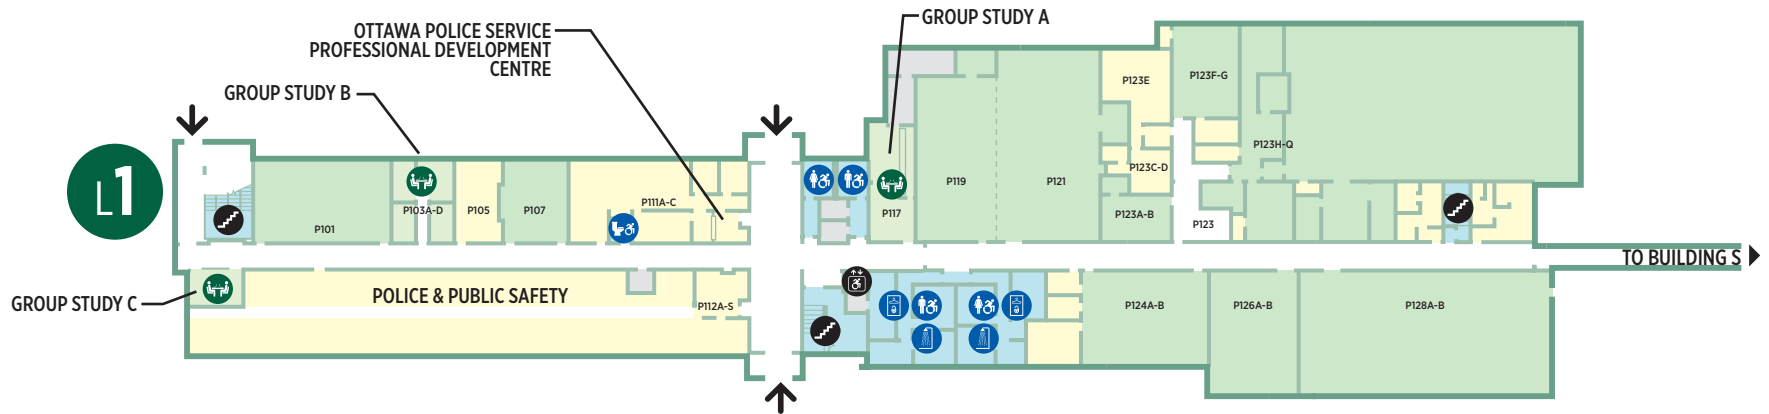 GROUP STUDY A
OTTAWA POLICE SERVICE
PROFESSIONAL DEVELOPMENT
CENTRE
GROUP STUDY B
L1
P101
P103A-D
P105
P107
P111A-C
P117
P119
P121
P123E
P123C-D
P123A-B
P123F-G
P123H-Q
P123
TO BUILDING S
GROUP STUDY C
POLICE & PUBLIC SAFETY
P112A-S
P124A-B
P126A-B
P128A-B